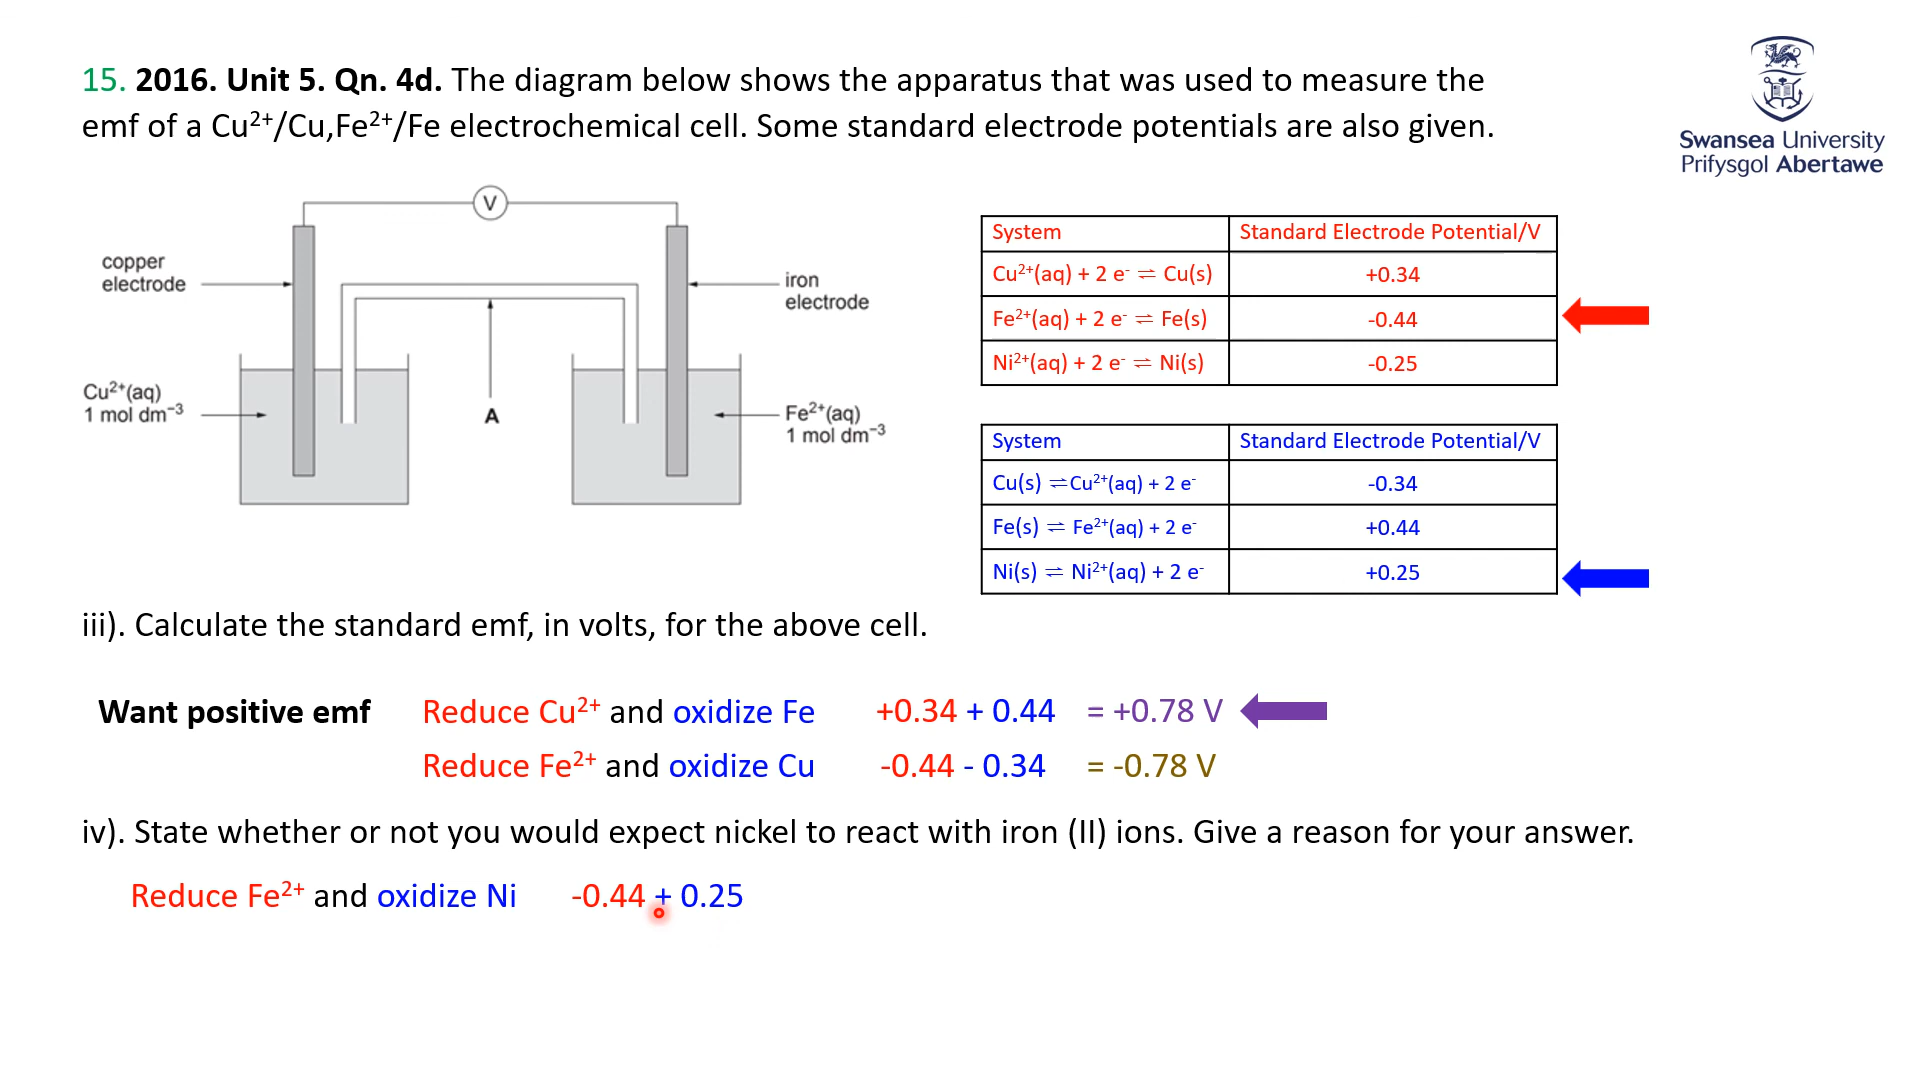 15. 2016. Unit 5. Qn. 4d. The diagram below shows the apparatus that was used to measure the
emf of a Cu²⁺/Cu,Fe²⁺/Fe electrochemical cell. Some standard electrode potentials are also given.
Swansea University
Prifysgol Abertawe
V
copper
electrode
iron
electrode
Cu²⁺(aq)
1 mol dm⁻³
A
Fe²⁺(aq)
1 mol dm⁻³
System Standard Electrode Potential/V
Cu²⁺(aq) + 2 e⁻ ⇌ Cu(s) +0.34
Fe²⁺(aq) + 2 e⁻ ⇌ Fe(s) -0.44
Ni²⁺(aq) + 2 e⁻ ⇌ Ni(s) -0.25
System Standard Electrode Potential/V
Cu(s) ⇌Cu²⁺(aq) + 2 e⁻ -0.34
Fe(s) ⇌ Fe²⁺(aq) + 2 e⁻ +0.44
Ni(s) ⇌ Ni²⁺(aq) + 2 e⁻ +0.25
iii). Calculate the standard emf, in volts, for the above cell.
Want positive emf Reduce Cu²⁺ and oxidize Fe +0.34 + 0.44 = +0.78 V
Reduce Fe²⁺ and oxidize Cu -0.44 - 0.34 = -0.78 V
iv). State whether or not you would expect nickel to react with iron (II) ions. Give a reason for your answer.
Reduce Fe²⁺ and oxidize Ni -0.44 + 0.25